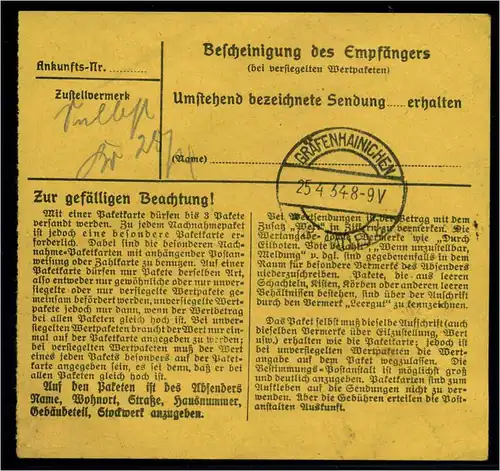 Ankunfts-Nr.
Zustellvermerk
Bescheinigung des Empfängers
(bei versiegelten Wertpaketen)
Umstehend bezeichnete Sendung ..... erhalten
(Name)
GRÄFENHAINICHEN
25.4.34.8-9V
Zur gefälligen Beachtung!
Mit einer Paketkarte dürfen bis 3 Pakete
versandt werden. Zu jedem Nachnahmepaket
ist jedoch eine besondere Paketkarte er-
forderlich. Dabei sind die besonderen Nach-
nahme-Paketkarten mit anhängender Postan-
weisung oder Zahlkarte zu benutzen. Auf einer
Paketkarte dürfen nur Pakete derselben Art,
also entweder nur gewöhnliche oder nur unver-
siegelte oder nur versiegelte Wertpakete ge-
meinsam befördert werden, unversiegelte Wert-
pakete jedoch nur dann, wenn der Wertbetrag
bei allen Paketen gleich hoch ist. Bei unver-
siegelten Wertpaketen braucht der Wert nur ein-
mal auf der Paketkarte angegeben zu werden;
bei versiegelten Wertpaketen muß der Wert
eines jeden Pakets besonders auf der Paket-
karte angegeben sein, es sei denn, daß er bei
allen Paketen gleich hoch ist.
Auf den Paketen ist des Absenders
Name, Wohnort, Straße, Hausnummer,
Gebäudeteil, Stockwerk anzugeben.
Bei Wertsendungen ist der Betrag mit dem
Zusatz „Wert“ in Ziffern zu vermerken. Die
Wertangabe sowie Vermerke wie „Durch
Eilboten. Bote bezahlt“, „Wenn unzustellbar,
Meldung“ u. dgl. sind gegebenenfalls in dem
Raum für besondere Vermerke des Absenders
niederzuschreiben. Pakete, die aus leeren
Schachteln, Kisten, Körben oder anderen leeren
Behältnissen bestehen, sind über der Anschrift
durch den Vermerk „Leergut“ zu kennzeichnen.
Das Paket selbst muß dieselbe Aufschrift (auch
dieselben Vermerke über Eilzustellung, Wert
usw.) erhalten wie die Paketkarte; jedoch ist
bei unversiegelten Wertpaketen die Wert-
angabe auf dem Paket wegzulassen. Die
Bestimmungs-Postanstalt ist möglichst groß
und deutlich anzugeben. Paketkarten sind zum
Aufkleben auf die Sendungen nicht zu ver-
wenden. Über die Gebühren erteilen die Post-
anstalten Auskunft.